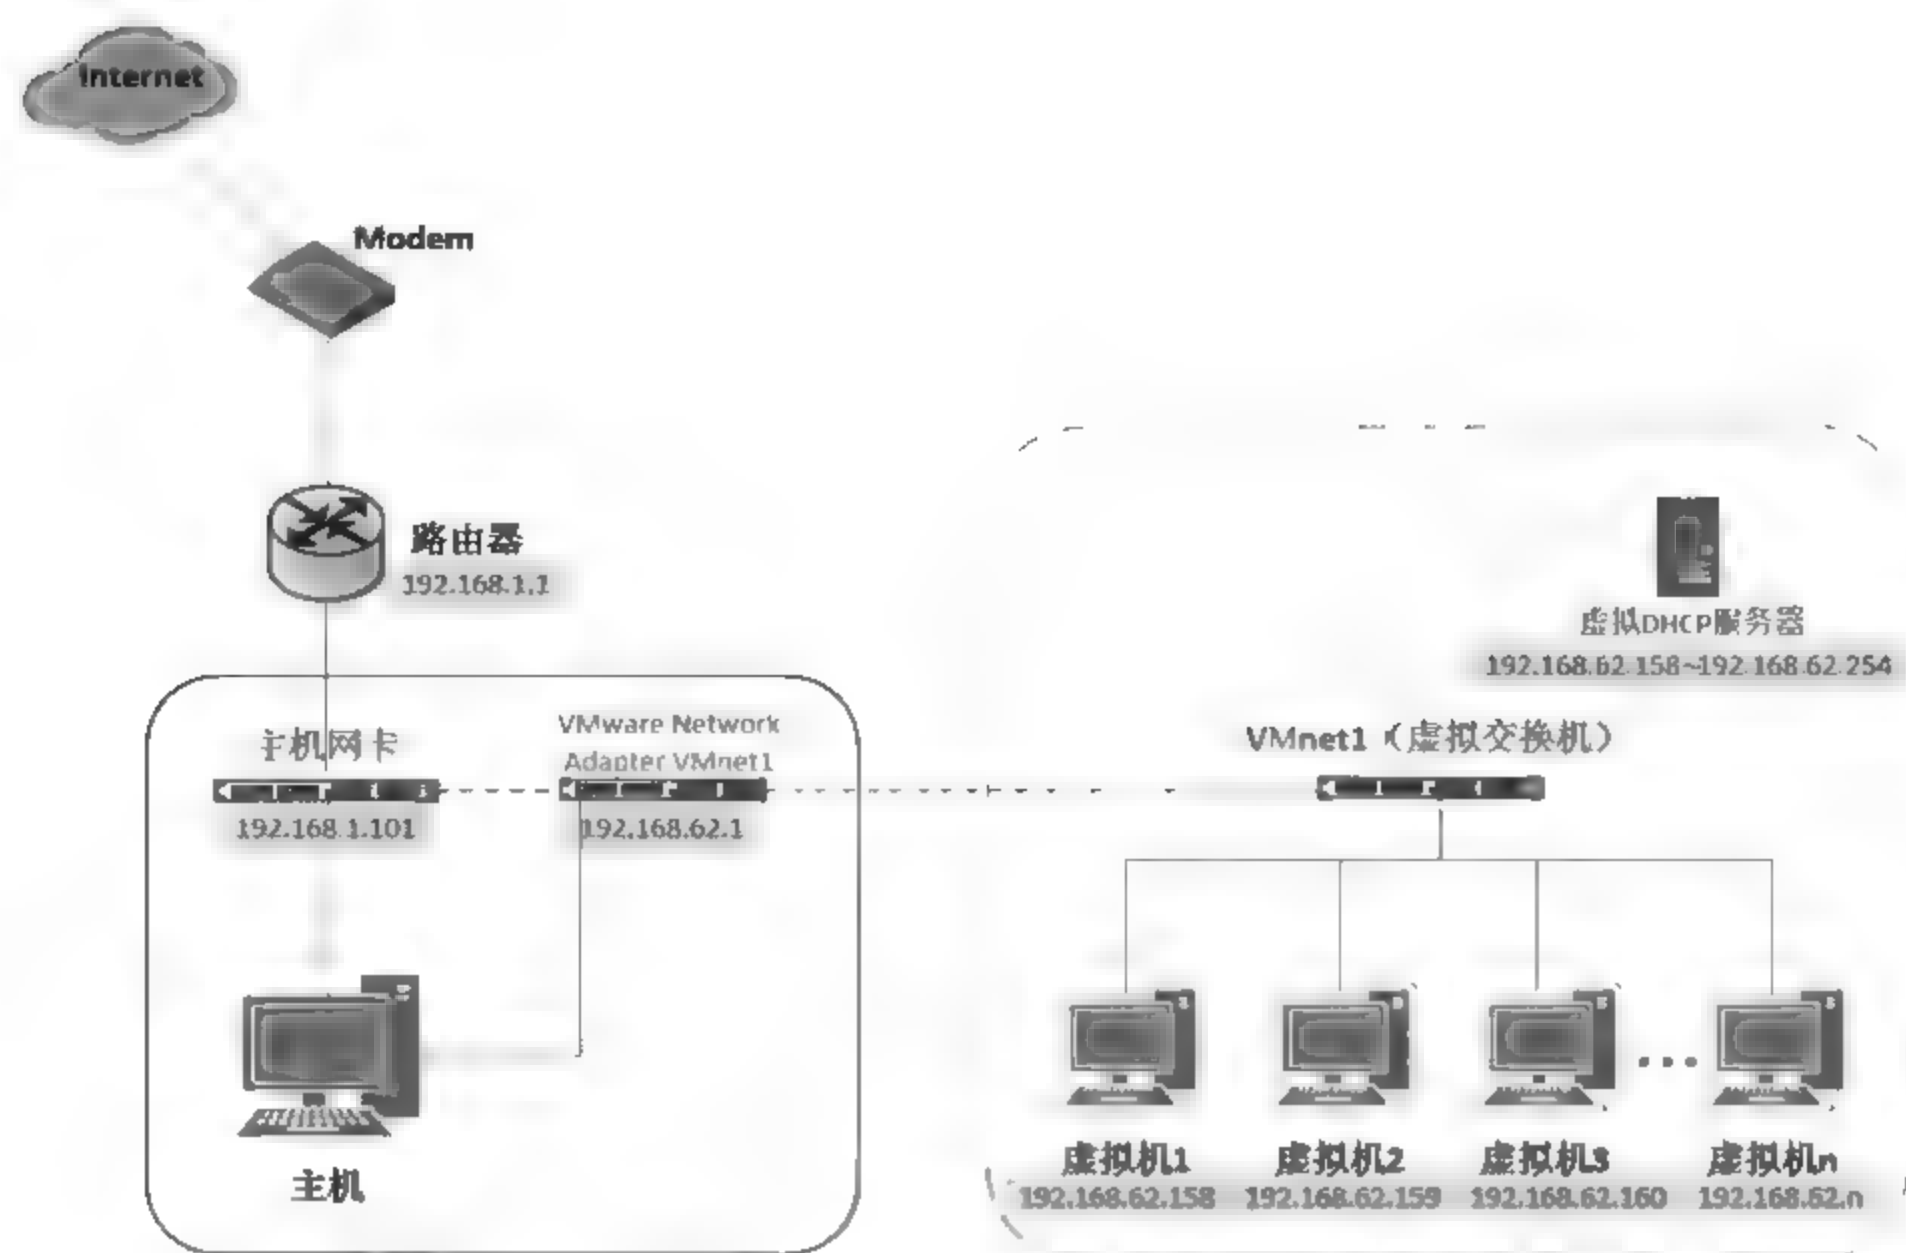 Internet
Modem
路由器
192.168.1.1
主机网卡
192.168.1.101
VMware Network
Adapter VMnet1
192.168.62.1
主机
虚拟DHCP服务器
192.168.62.158~192.168.62.254
VMnet1（虚拟交换机）
虚拟机1
192.168.62.158
虚拟机2
192.168.62.159
虚拟机3
192.168.62.160
虚拟机n
192.168.62.n